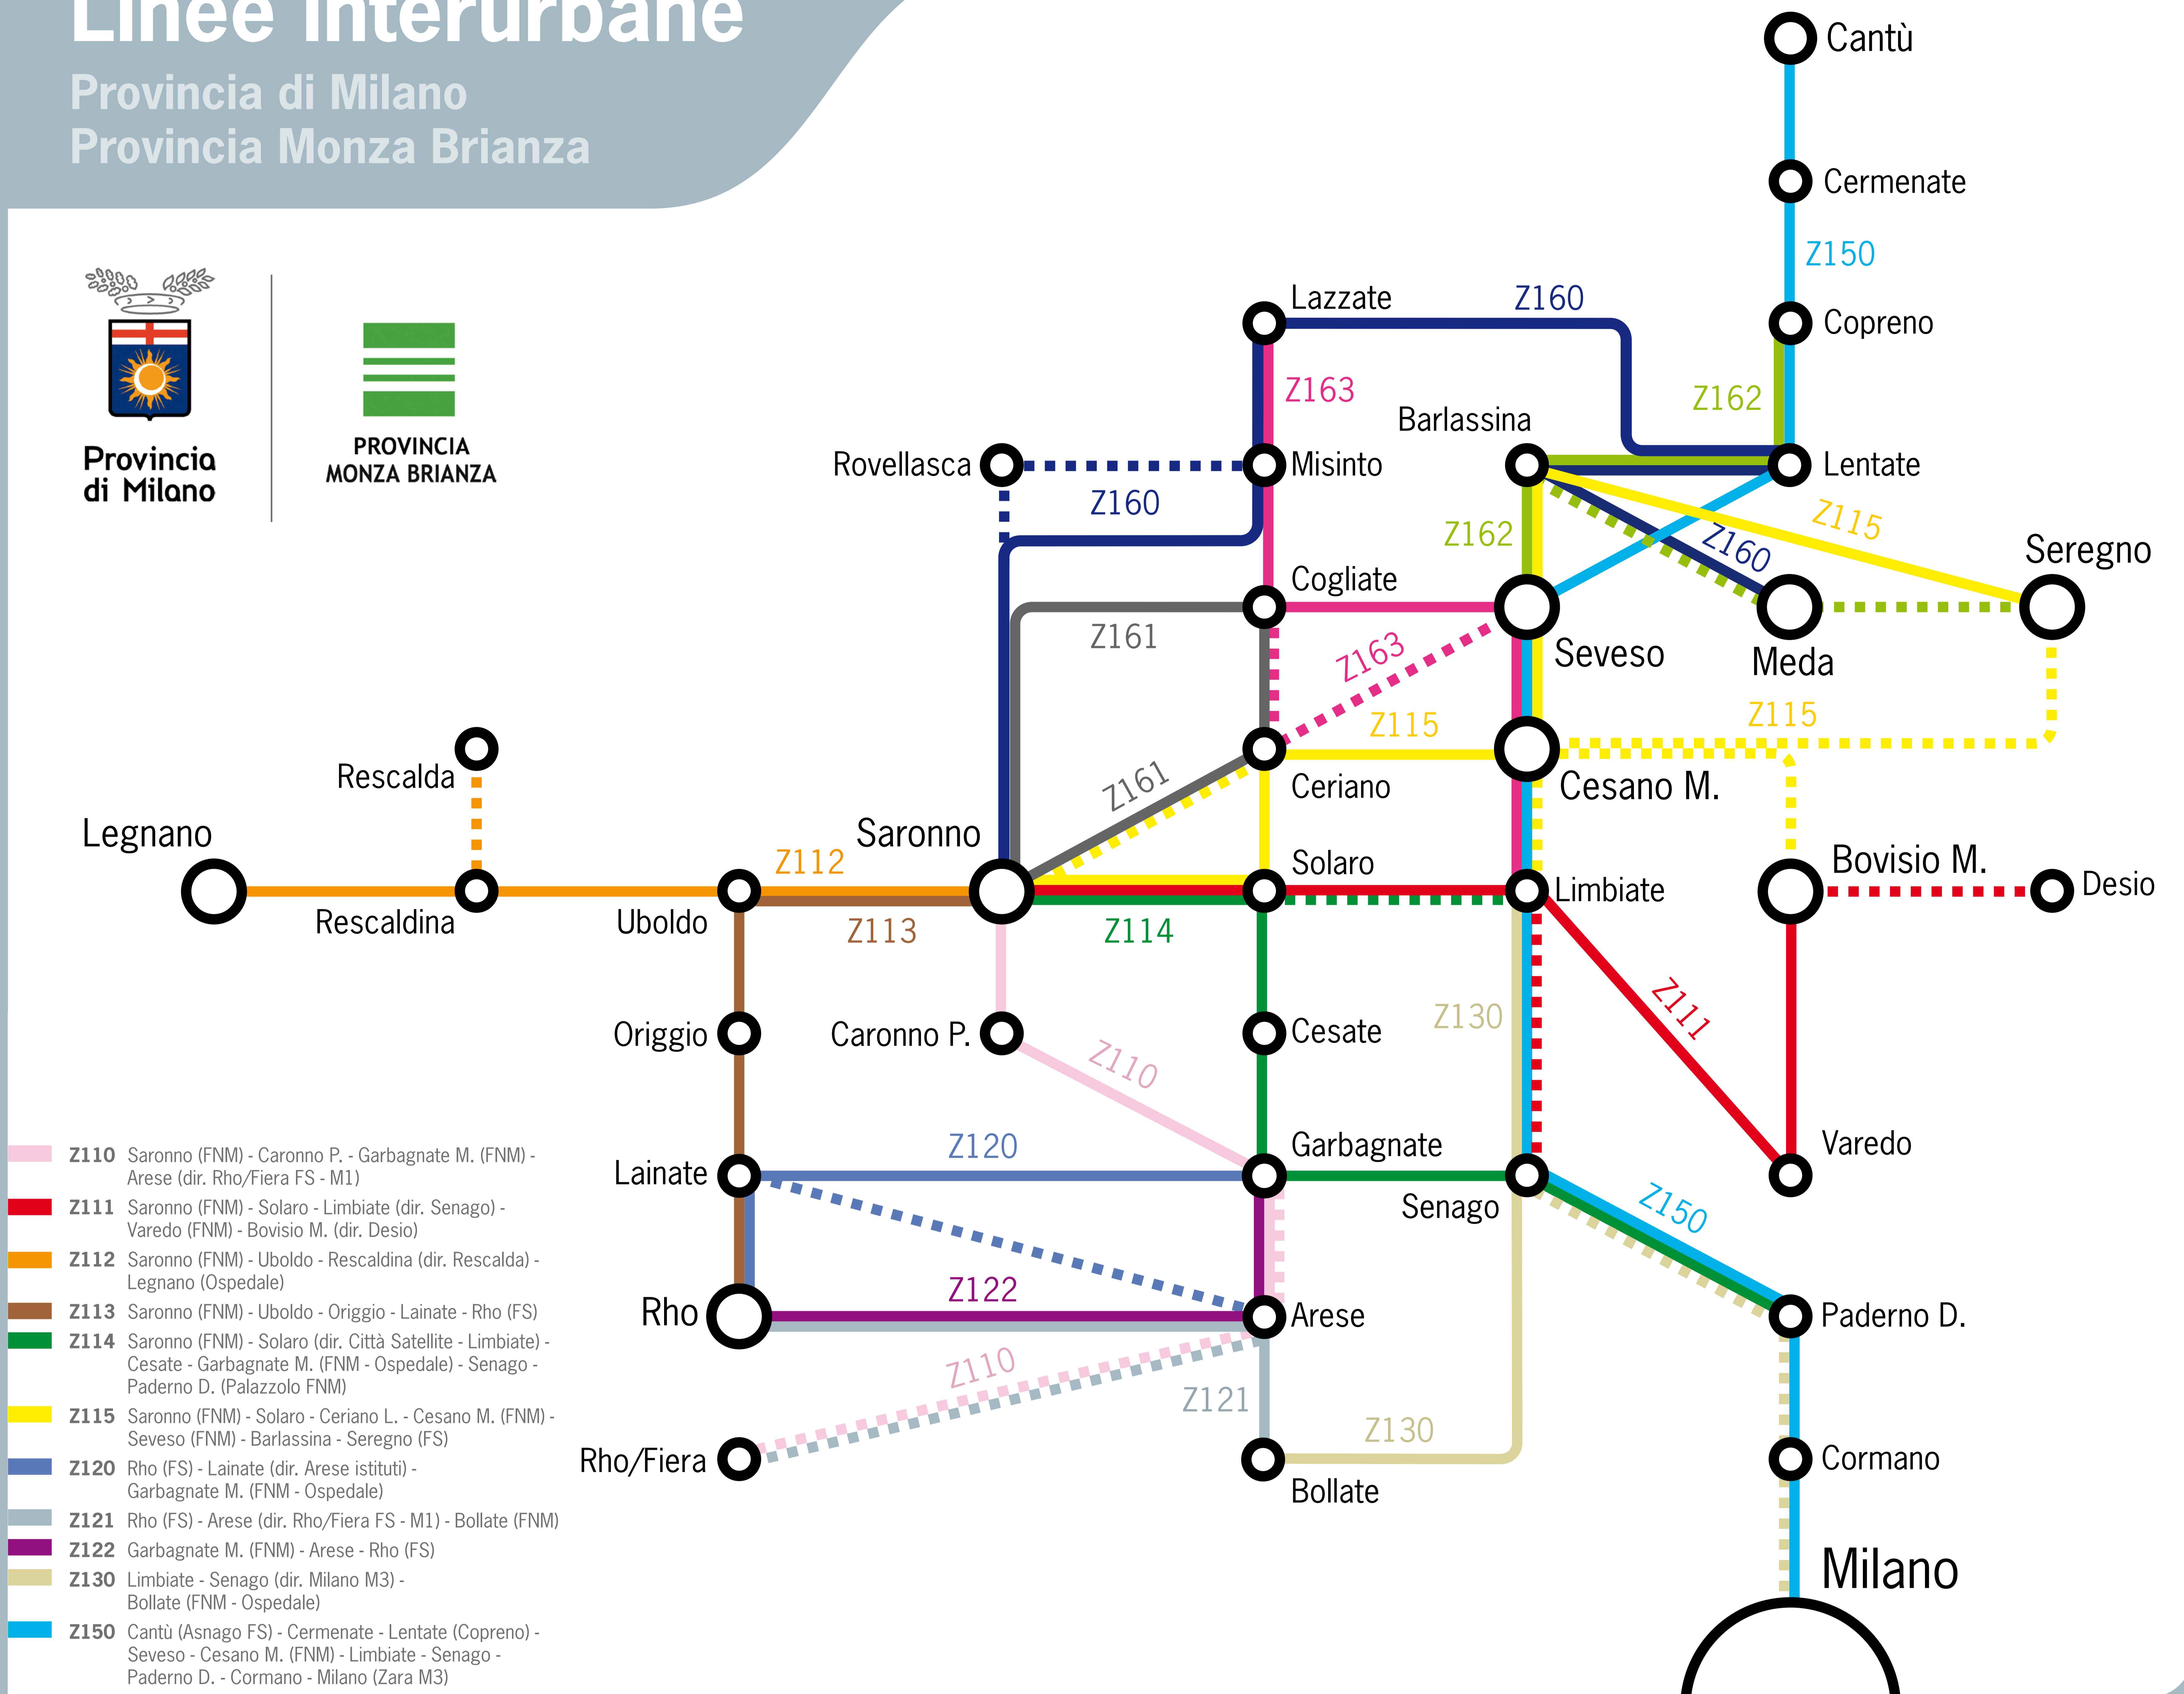 Linee interurbane
Provincia di Milano
Provincia Monza Brianza
Provincia
di Milano
PROVINCIA
MONZA BRIANZA
Cantù
Cermenate
Z150
Copreno
Lazzate
Z160
Z163
Z162
Barlassina
Rovellasca
Misinto
Lentate
Z160
Z162
Z160
Z115
Seregno
Cogliate
Z161
Z163
Seveso
Meda
Z115
Z115
Rescalda
Z161
Ceriano
Cesano M.
Legnano
Saronno
Z112
Solaro
Bovisio M.
Limbiate
Desio
Rescaldina
Uboldo
Z113
Z114
Z130
Z111
Origgio
Caronno P.
Z110
Cesate
Z120
Garbagnate
Varedo
Lainate
Senago
Z150
Z122
Rho
Arese
Paderno D.
Z110
Z121
Z130
Rho/Fiera
Bollate
Cormano
Milano
Z110 Saronno (FNM) - Caronno P. - Garbagnate M. (FNM) -
Arese (dir. Rho/Fiera FS - M1)
Z111 Saronno (FNM) - Solaro - Limbiate (dir. Senago) -
Varedo (FNM) - Bovisio M. (dir. Desio)
Z112 Saronno (FNM) - Uboldo - Rescaldina (dir. Rescalda) -
Legnano (Ospedale)
Z113 Saronno (FNM) - Uboldo - Origgio - Lainate - Rho (FS)
Z114 Saronno (FNM) - Solaro (dir. Città Satellite - Limbiate) -
Cesate - Garbagnate M. (FNM - Ospedale) - Senago -
Paderno D. (Palazzolo FNM)
Z115 Saronno (FNM) - Solaro - Ceriano L. - Cesano M. (FNM) -
Seveso (FNM) - Barlassina - Seregno (FS)
Z120 Rho (FS) - Lainate (dir. Arese istituti) -
Garbagnate M. (FNM - Ospedale)
Z121 Rho (FS) - Arese (dir. Rho/Fiera FS - M1) - Bollate (FNM)
Z122 Garbagnate M. (FNM) - Arese - Rho (FS)
Z130 Limbiate - Senago (dir. Milano M3) -
Bollate (FNM - Ospedale)
Z150 Cantù (Asnago FS) - Cermenate - Lentate (Copreno) -
Seveso - Cesano M. (FNM) - Limbiate - Senago -
Paderno D. - Cormano - Milano (Zara M3)